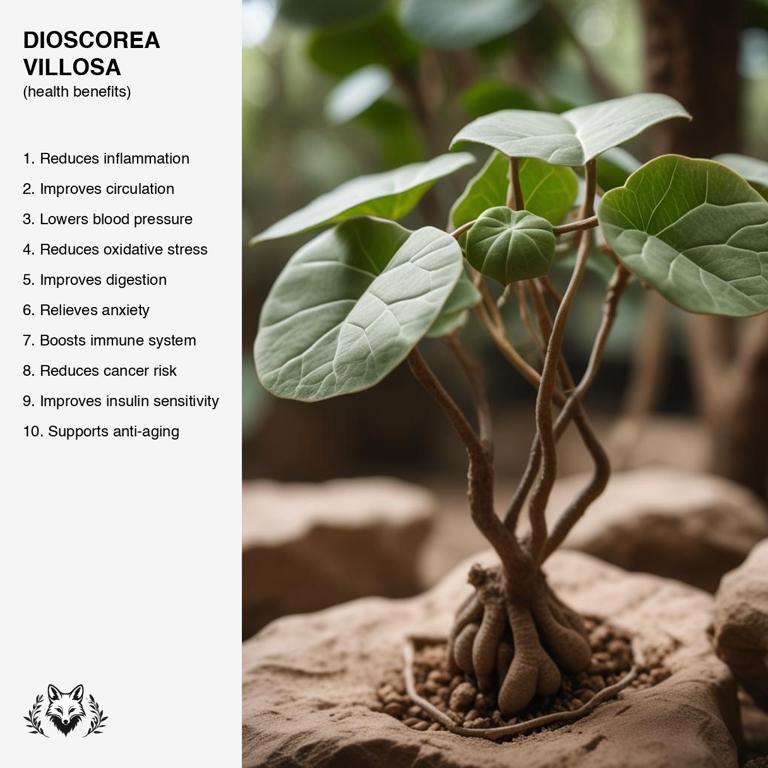 DIOSCOREA
VILLOSA
(health benefits)
1. Reduces inflammation
2. Improves circulation
3. Lowers blood pressure
4. Reduces oxidative stress
5. Improves digestion
6. Relieves anxiety
7. Boosts immune system
8. Reduces cancer risk
9. Improves insulin sensitivity
10. Supports anti-aging